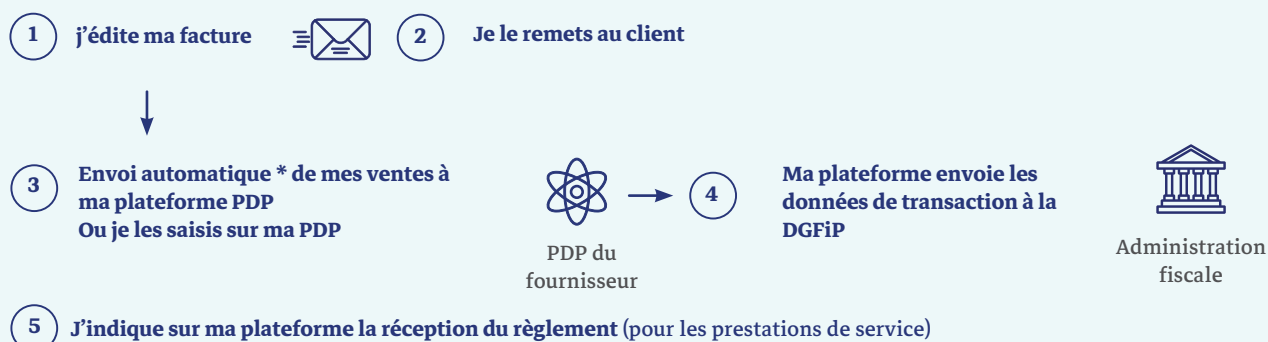 1 j’édite ma facture
2 Je le remets au client
3 Envoi automatique * de mes ventes à
ma plateforme PDP
Ou je les saisis sur ma PDP
PDP du
fournisseur
4 Ma plateforme envoie les
données de transaction à la
DGFiP
Administration
fiscale
5 J’indique sur ma plateforme la réception du règlement (pour les prestations de service)